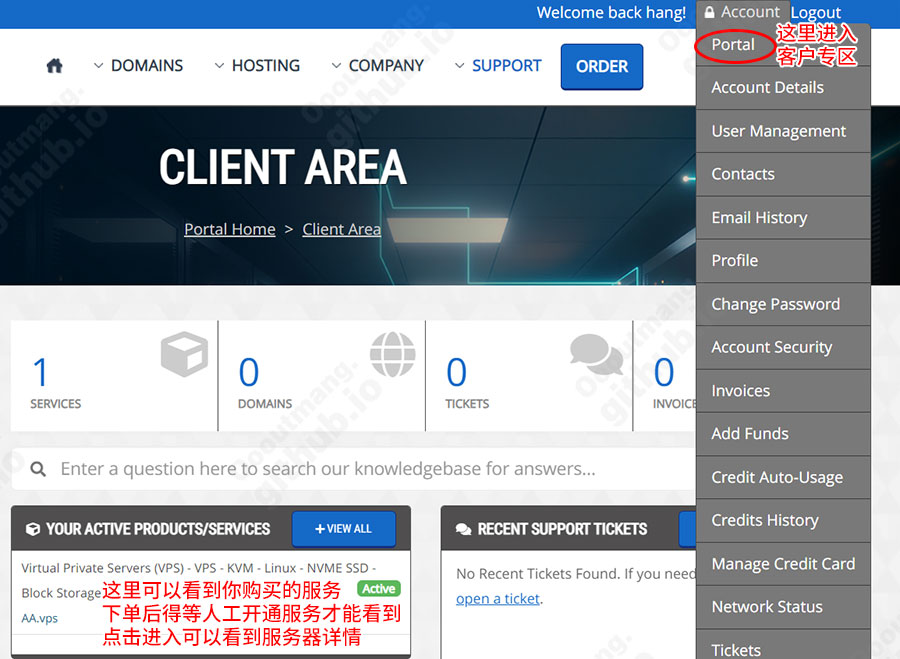 Welcome back hang! Account Logout
DOMAINS HOSTING COMPANY SUPPORT ORDER
Portal
这里进入
客户专区
Account Details
User Management
Contacts
Email History
Profile
Change Password
Account Security
Invoices
Add Funds
Credit Auto-Usage
Credits History
Manage Credit Card
Network Status
Tickets
CLIENT AREA
Portal Home > Client Area
1
SERVICES
0
DOMAINS
0
TICKETS
0
INVOICE
Enter a question here to search our knowledgebase for answers...
YOUR ACTIVE PRODUCTS/SERVICES
+VIEW ALL
Virtual Private Servers (VPS) - VPS - KVM - Linux - NVME SSD -
Block Storage
Active
AA.vps
这里可以看到你购买的服务
下单后得等人工开通服务才能看到
点击进入可以看到服务器详情
RECENT SUPPORT TICKETS
No Recent Tickets Found. If you need
open a ticket.
github.io